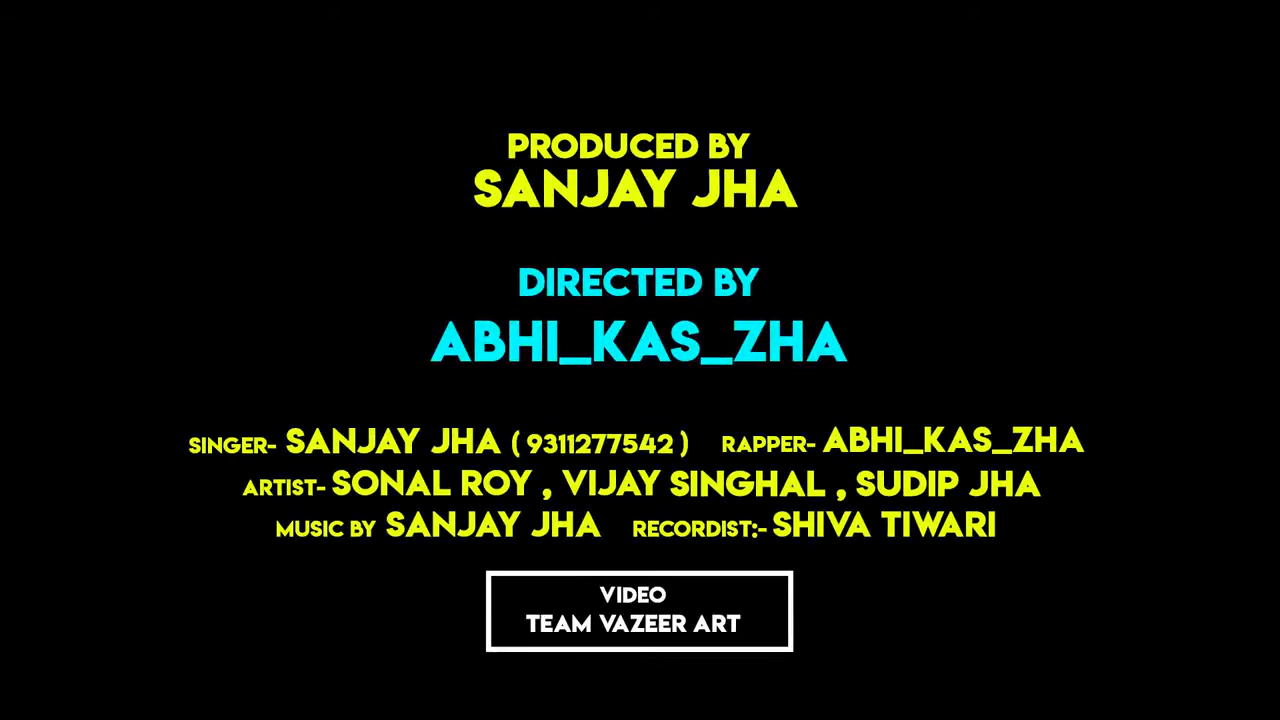 PRODUCED BY
SANJAY JHA
DIRECTED BY
ABHI_KAS_ZHA
SINGER- SANJAY JHA ( 9311277542 ) RAPPER- ABHI_KAS_ZHA
ARTIST- SONAL ROY , VIJAY SINGHAL , SUDIP JHA
MUSIC BY SANJAY JHA RECORDIST:- SHIVA TIWARI
VIDEO
TEAM VAZEER ART